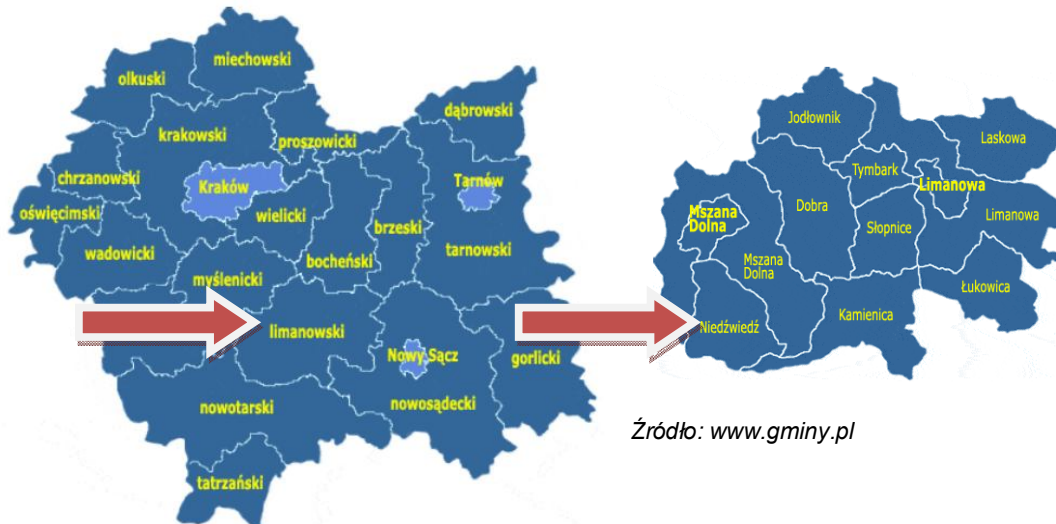 miechowski
olkuski
dąbrowski
krakowski
proszowicki
chrzanowski
Kraków
Tarnów
oświęcimski
wielicki
brzeski
wadowicki
bocheński
tarnowski
myślenicki
limanowski
Nowy Sącz
gorlicki
nowotarski
nowosądecki
tatrzański
Jodłownik
Laskowa
Tymbark
Limanowa
Mszana
Dolna
Dobra
Słopnice
Limanowa
Mszana
Dolna
Łukowica
Niedźwiedź
Kamienica
Źródło: www.gminy.pl